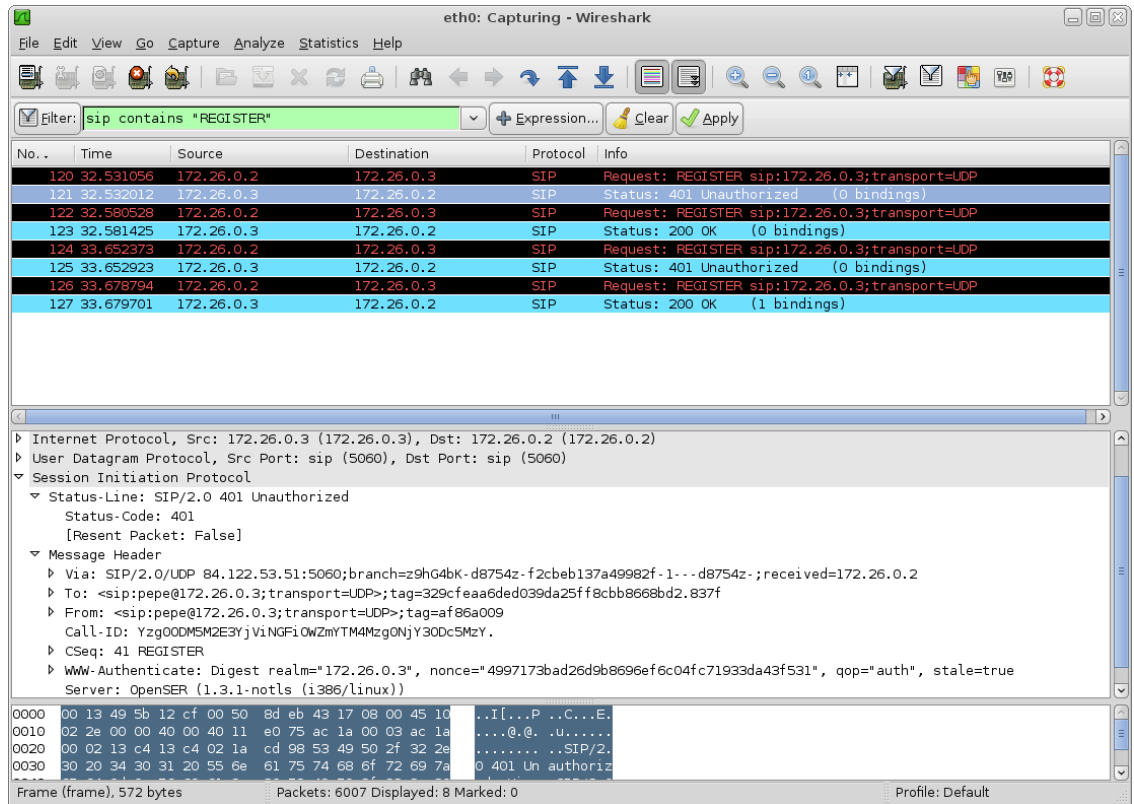 eth0: Capturing - Wireshark
File Edit View Go Capture Analyze Statistics Help
Filter: sip contains "REGISTER" Expression... Clear Apply
No. . Time Source Destination Protocol Info
120 32.531056 172.26.0.2 172.26.0.3 SIP Request: REGISTER sip:172.26.0.3;transport=UDP
121 32.532012 172.26.0.3 172.26.0.2 SIP Status: 401 Unauthorized (0 bindings)
122 32.580528 172.26.0.2 172.26.0.3 SIP Request: REGISTER sip:172.26.0.3;transport=UDP
123 32.581425 172.26.0.3 172.26.0.2 SIP Status: 200 OK (0 bindings)
124 33.652373 172.26.0.2 172.26.0.3 SIP Request: REGISTER sip:172.26.0.3;transport=UDP
125 33.652923 172.26.0.3 172.26.0.2 SIP Status: 401 Unauthorized (0 bindings)
126 33.678794 172.26.0.2 172.26.0.3 SIP Request: REGISTER sip:172.26.0.3;transport=UDP
127 33.679701 172.26.0.3 172.26.0.2 SIP Status: 200 OK (1 bindings)
Internet Protocol, Src: 172.26.0.3 (172.26.0.3), Dst: 172.26.0.2 (172.26.0.2)
User Datagram Protocol, Src Port: sip (5060), Dst Port: sip (5060)
Session Initiation Protocol
Status-Line: SIP/2.0 401 Unauthorized
Status-Code: 401
[Resent Packet: False]
Message Header
Via: SIP/2.0/UDP 84.122.53.51:5060;branch=z9hG4bK-d8754z-f2cbeb137a49982f-1---d8754z-;received=172.26.0.2
To: <sip:pepe@172.26.0.3;transport=UDP>;tag=329cfeaa6ded039da25ff8cbb8668bd2.837f
From: <sip:pepe@172.26.0.3;transport=UDP>;tag=af86a009
Call-ID: YzgOODM5M2E3YjViNGFiOWZmYTM4MzgONjY3ODc5MzY.
CSeq: 41 REGISTER
WWW-Authenticate: Digest realm="172.26.0.3", nonce="4997173bad26d9b8696ef6c04fc71933da43f531", qop="auth", stale=true
Server: OpenSER (1.3.1-notls (i386/linux))
0000 00 13 49 5b 12 cf 00 50 8d eb 43 17 08 00 45 10 ..I[...P ..C...E.
0010 02 2e 00 00 40 00 40 11 e0 75 ac 1a 00 03 ac 1a ....@.@. .u......
0020 00 02 13 c4 13 c4 02 1a cd 98 53 49 50 2f 32 2e ........ ..SIP/2.
0030 30 20 34 30 31 20 55 6e 61 75 74 68 6f 72 69 7a 0 401 Un authoriz
Frame (frame), 572 bytes Packets: 6007 Displayed: 8 Marked: 0 Profile: Default